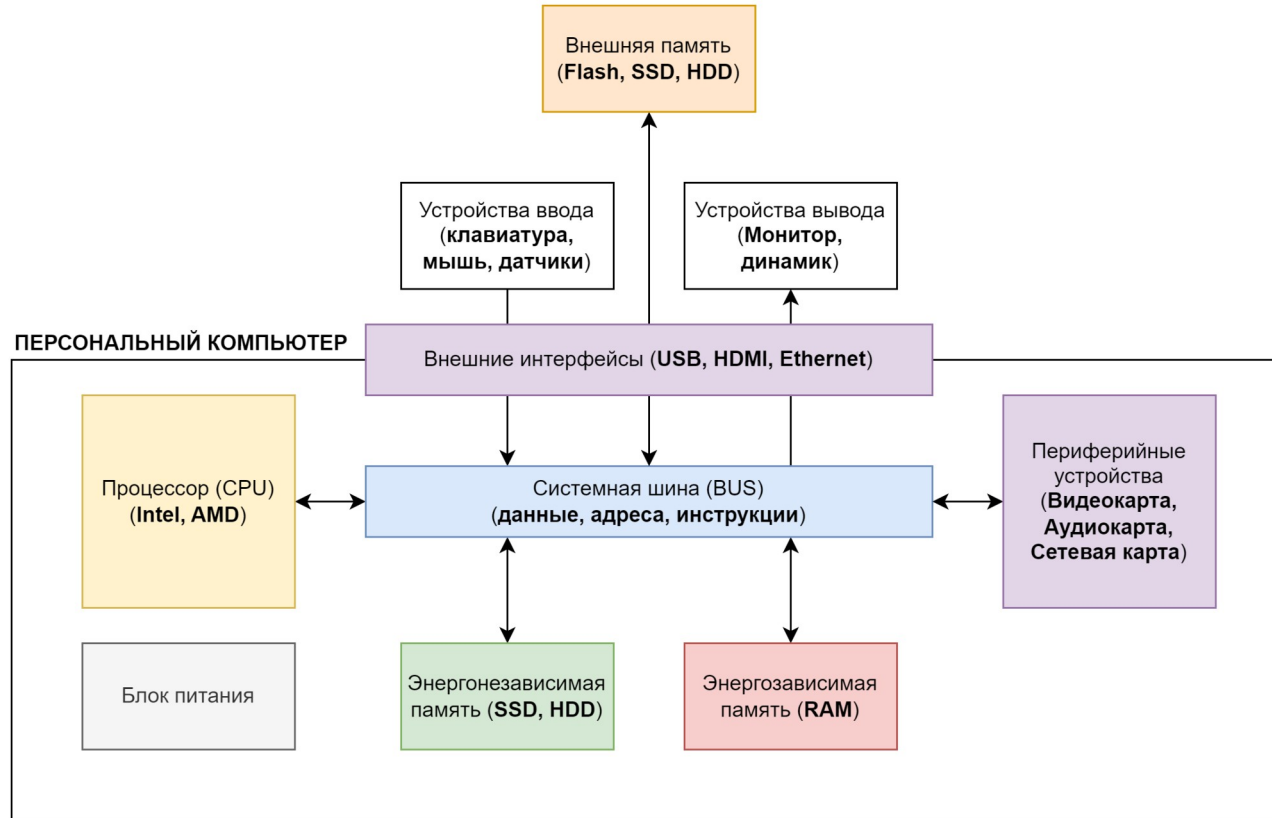 Внешняя память
(Flash, SSD, HDD)
Устройства ввода
(клавиатура,
мышь, датчики)
Устройства вывода
(Монитор,
динамик)
ПЕРСОНАЛЬНЫЙ КОМПЬЮТЕР
Внешние интерфейсы (USB, HDMI, Ethernet)
Процессор (CPU)
(Intel, AMD)
Системная шина (BUS)
(данные, адреса, инструкции)
Периферийные
устройства
(Видеокарта,
Аудиокарта,
Сетевая карта)
Блок питания
Энергонезависимая
память (SSD, HDD)
Энергозависимая
память (RAM)